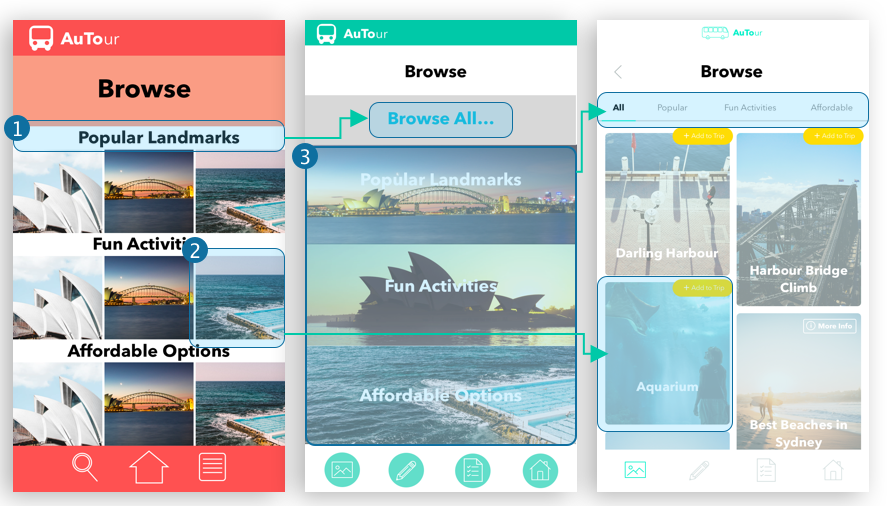 AuTour
Browse
1
Popular Landmarks
Fun Activities
2
Affordable Options
AuTour
Browse
Browse All...
3
Popular Landmarks
Fun Activities
Affordable Options
AuTour
Browse
All Popular Fun Activities Affordable
+ Add to Trip
Darling Harbour
+ Add to Trip
Harbour Bridge
Climb
+ Add to Trip
Aquarium
More Info
Best Beaches in
Sydney